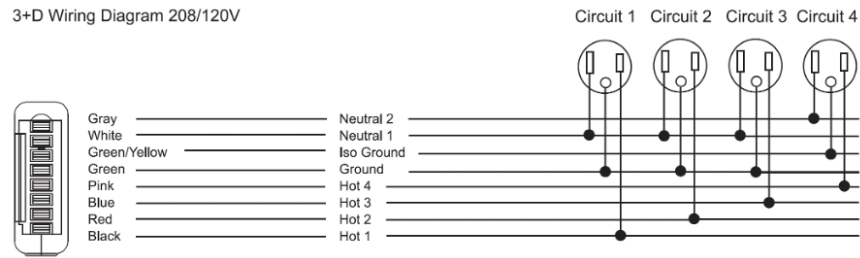 3+D Wiring Diagram 208/120V
Circuit 1 Circuit 2 Circuit 3 Circuit 4
Gray Neutral 2
White Neutral 1
Green/Yellow Iso Ground
Green Ground
Pink Hot 4
Blue Hot 3
Red Hot 2
Black Hot 1